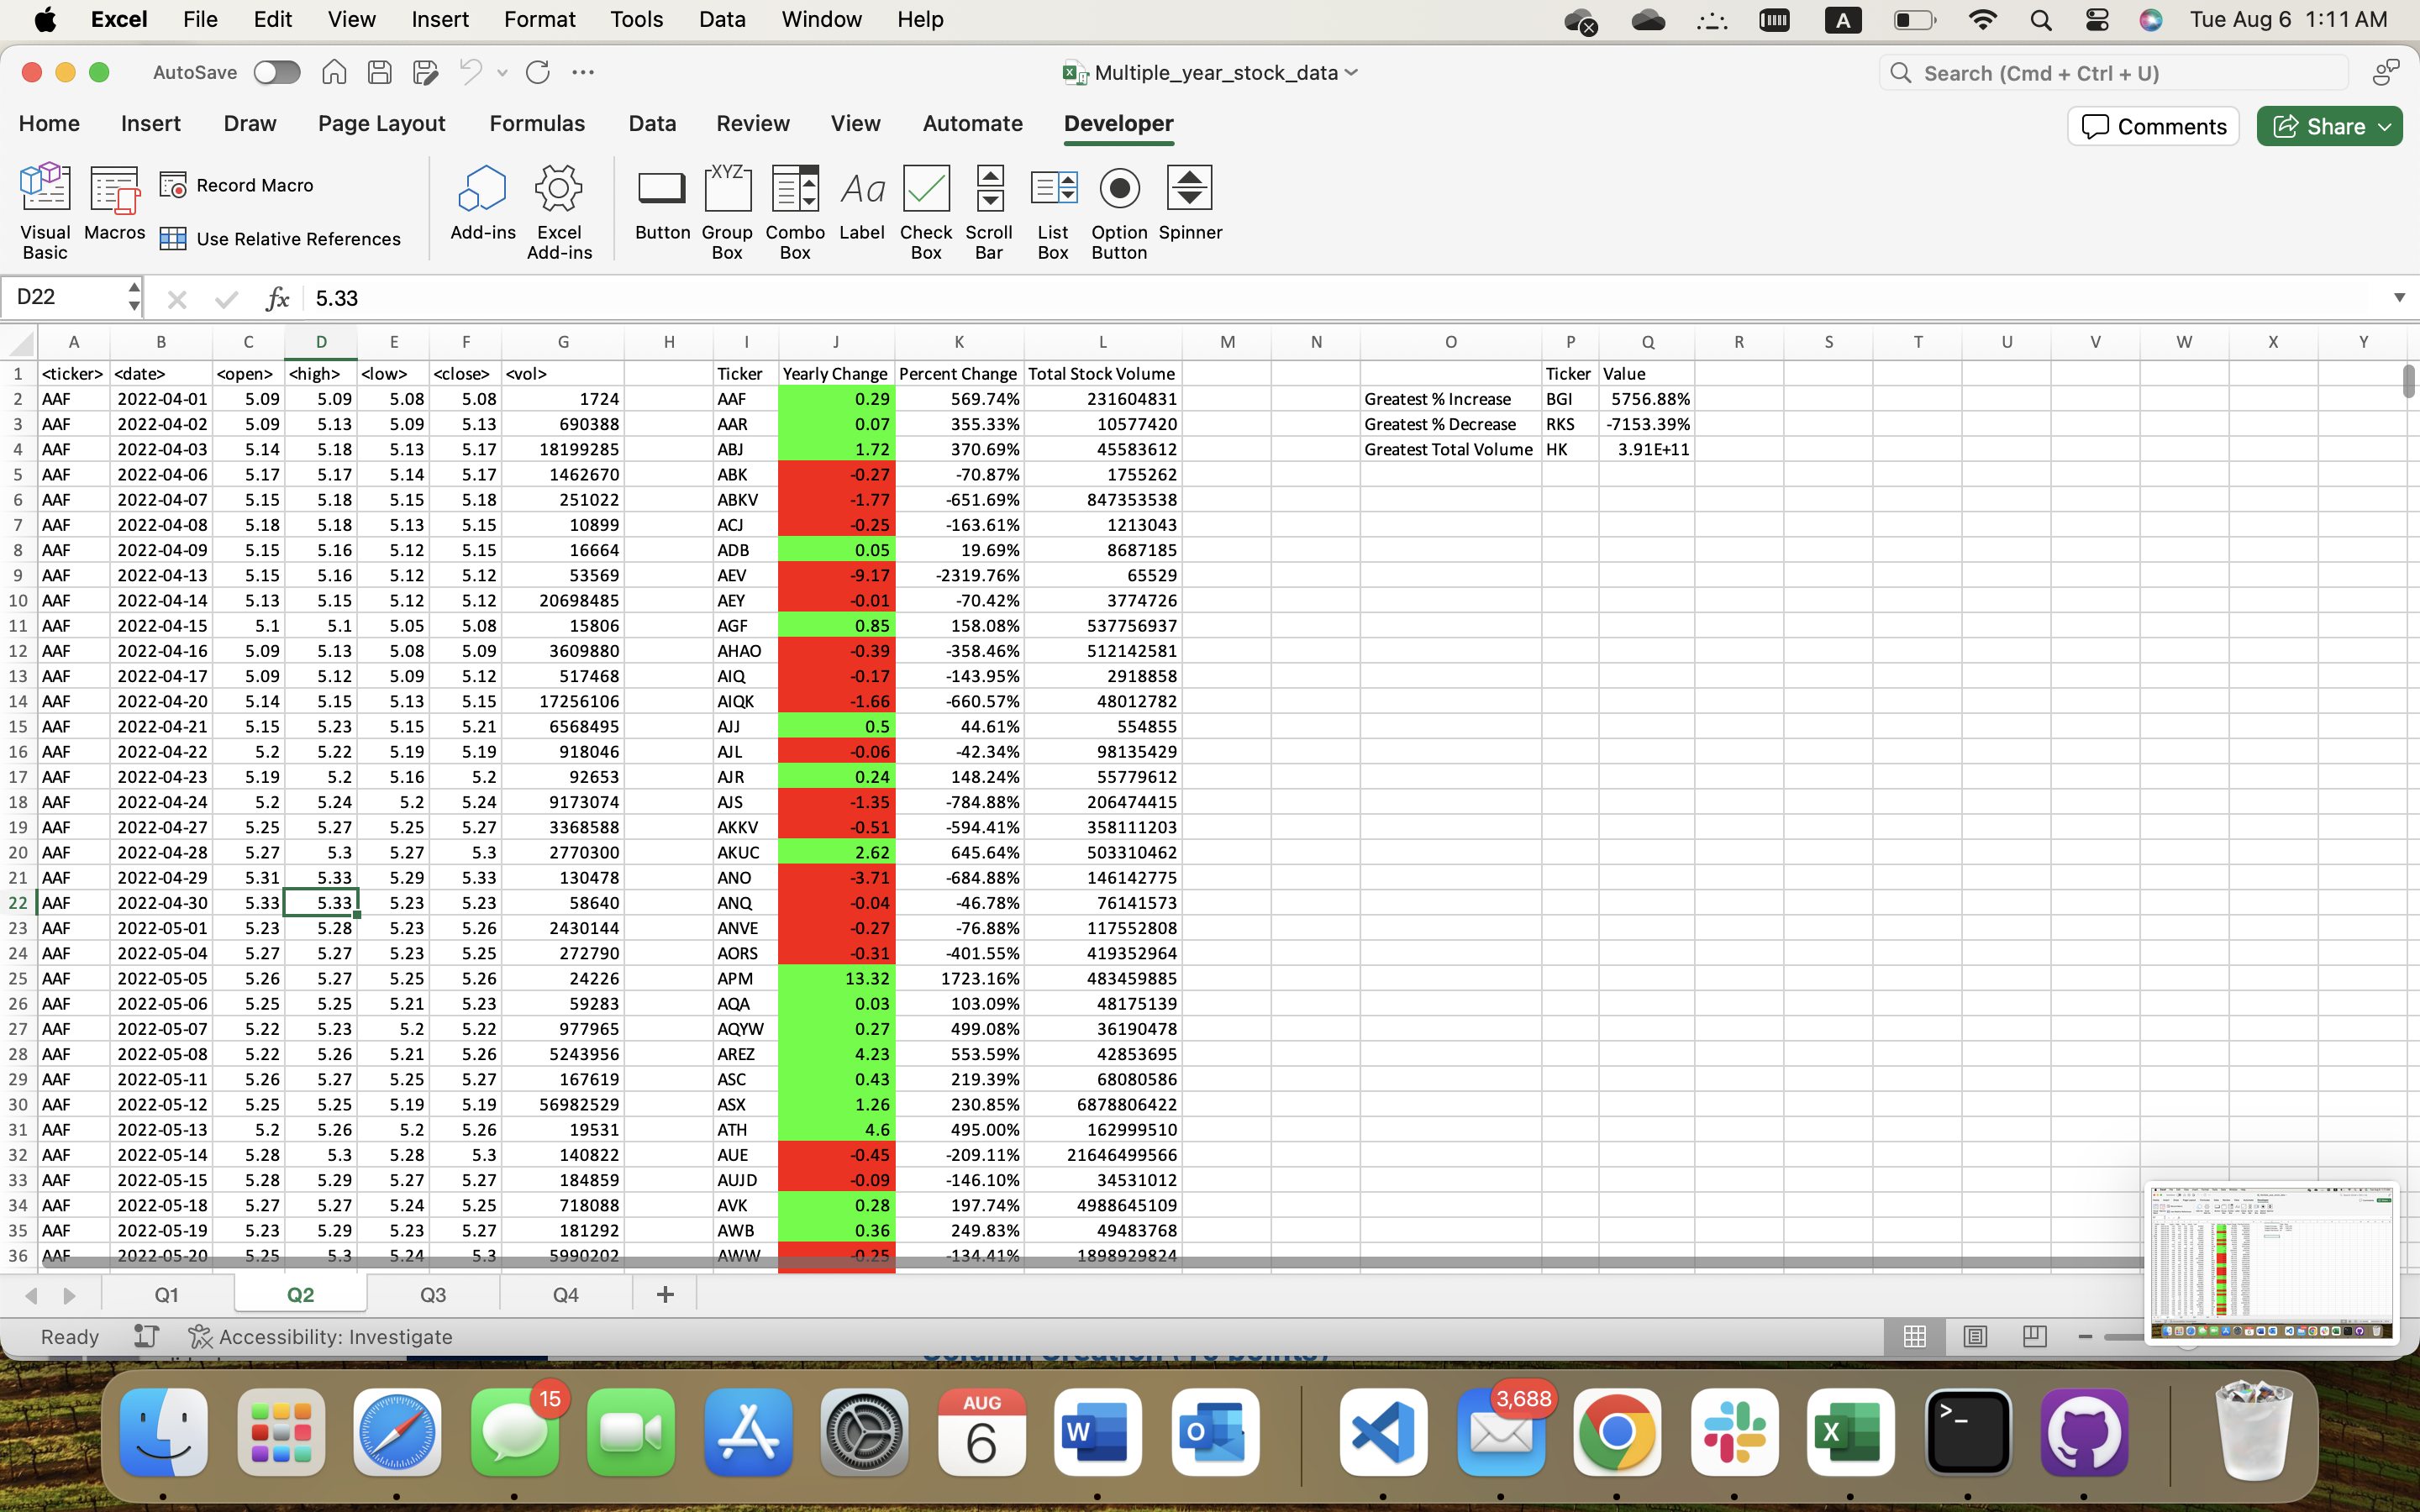 Excel File Edit View Insert Format Tools Data Window Help A Tue Aug 6 1:11 AM
AutoSave Multiple_year_stock_data Search (Cmd + Ctrl + U)
Home Insert Draw Page Layout Formulas Data Review View Automate Developer Comments Share
Visual Basic Macros Record Macro Use Relative References Add-ins Excel Add-ins Button XYZ Group Box Combo Box Aa Label Check Box Scroll Bar List Box Option Button Spinner
D22 fx 5.33
A B C D E F G H I J K L M N O P Q R S T U V W X Y
1 <ticker> <date> <open> <high> <low> <close> <vol> Ticker Yearly Change Percent Change Total Stock Volume Ticker Value
2 AAF 2022-04-01 5.09 5.09 5.08 5.08 1724 AAF 0.29 569.74% 231604831 Greatest % Increase BGI 5756.88%
3 AAF 2022-04-02 5.09 5.13 5.09 5.13 690388 AAR 0.07 355.33% 10577420 Greatest % Decrease RKS -7153.39%
4 AAF 2022-04-03 5.14 5.18 5.13 5.17 18199285 ABJ 1.72 370.69% 45583612 Greatest Total Volume HK 3.91E+11
5 AAF 2022-04-06 5.17 5.17 5.14 5.17 1462670 ABK -0.27 -70.87% 1755262
6 AAF 2022-04-07 5.15 5.18 5.15 5.18 251022 ABKV -1.77 -651.69% 847353538
7 AAF 2022-04-08 5.18 5.18 5.13 5.15 10899 ACJ -0.25 -163.61% 1213043
8 AAF 2022-04-09 5.15 5.16 5.12 5.15 16664 ADB 0.05 19.69% 8687185
9 AAF 2022-04-13 5.15 5.16 5.12 5.12 53569 AEV -9.17 -2319.76% 65529
10 AAF 2022-04-14 5.13 5.15 5.12 5.12 20698485 AEY -0.01 -70.42% 3774726
11 AAF 2022-04-15 5.1 5.1 5.05 5.08 15806 AGF 0.85 158.08% 537756937
12 AAF 2022-04-16 5.09 5.13 5.08 5.09 3609880 AHAO -0.39 -358.46% 512142581
13 AAF 2022-04-17 5.09 5.12 5.09 5.12 517468 AIQ -0.17 -143.95% 2918858
14 AAF 2022-04-20 5.14 5.15 5.13 5.15 17256106 AIQK -1.66 -660.57% 48012782
15 AAF 2022-04-21 5.15 5.23 5.15 5.21 6568495 AJJ 0.5 44.61% 554855
16 AAF 2022-04-22 5.2 5.22 5.19 5.19 918046 AJL -0.06 -42.34% 98135429
17 AAF 2022-04-23 5.19 5.2 5.16 5.2 92653 AJR 0.24 148.24% 55779612
18 AAF 2022-04-24 5.2 5.24 5.2 5.24 9173074 AJS -1.35 -784.88% 206474415
19 AAF 2022-04-27 5.25 5.27 5.25 5.27 3368588 AKKV -0.51 -594.41% 358111203
20 AAF 2022-04-28 5.27 5.3 5.27 5.3 2770300 AKUC 2.62 645.64% 503310462
21 AAF 2022-04-29 5.31 5.33 5.29 5.33 130478 ANO -3.71 -684.88% 146142775
22 AAF 2022-04-30 5.33 5.33 5.23 5.23 58640 ANQ -0.04 -46.78% 76141573
23 AAF 2022-05-01 5.23 5.28 5.23 5.26 2430144 ANVE -0.27 -76.88% 117552808
24 AAF 2022-05-04 5.27 5.27 5.23 5.25 272790 AORS -0.31 -401.55% 419352964
25 AAF 2022-05-05 5.26 5.27 5.25 5.26 24226 APM 13.32 1723.16% 483459885
26 AAF 2022-05-06 5.25 5.25 5.21 5.23 59283 AQA 0.03 103.09% 48175139
27 AAF 2022-05-07 5.22 5.23 5.2 5.22 977965 AQYW 0.27 499.08% 36190478
28 AAF 2022-05-08 5.22 5.26 5.21 5.26 5243956 AREZ 4.23 553.59% 42853695
29 AAF 2022-05-11 5.26 5.27 5.25 5.27 167619 ASC 0.43 219.39% 68080586
30 AAF 2022-05-12 5.25 5.25 5.19 5.19 56982529 ASX 1.26 230.85% 6878806422
31 AAF 2022-05-13 5.2 5.26 5.2 5.26 19531 ATH 4.6 495.00% 162999510
32 AAF 2022-05-14 5.28 5.3 5.28 5.3 140822 AUE -0.45 -209.11% 21646499566
33 AAF 2022-05-15 5.28 5.29 5.27 5.27 184859 AUJD -0.09 -146.10% 34531012
34 AAF 2022-05-18 5.27 5.27 5.24 5.25 718088 AVK 0.28 197.74% 4988645109
35 AAF 2022-05-19 5.23 5.29 5.23 5.27 181292 AWB 0.36 249.83% 49483768
36 AAF 2022-05-20 5.25 5.3 5.24 5.3 5990202 AWW -0.25 -134.41% 1898929824
Q1 Q2 Q3 Q4 +
Ready Accessibility: Investigate
15 AUG 6 W O 3,688 X >_